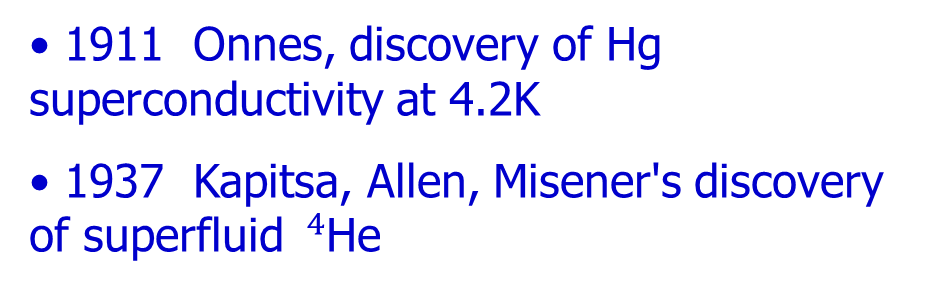 • 1911  Onnes, discovery of Hg
superconductivity at 4.2K
• 1937  Kapitsa, Allen, Misener's discovery
of superfluid  ⁴He